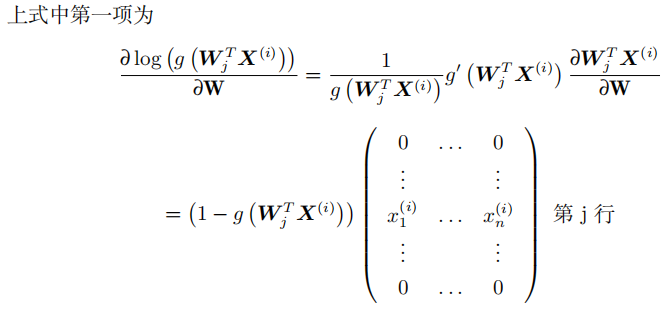 上式中第一项为
∂ log (g (W_j^T X^{(i)})) / ∂W = 1 / g (W_j^T X^{(i)}) g′ (W_j^T X^{(i)}) ∂W_j^T X^{(i)} / ∂W
= (1 − g (W_j^T X^{(i)})) ( 0 … 0
⋮ ⋮
x_1^{(i)} … x_n^{(i)} 第 j 行
⋮ ⋮
0 … 0 )